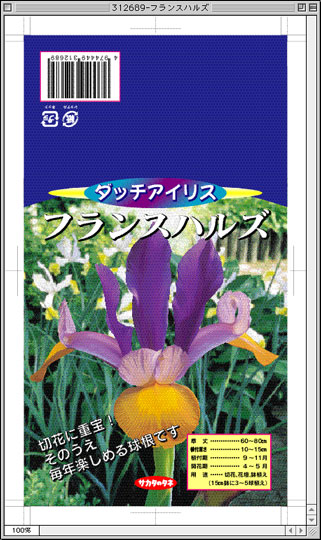 312689-フランスハルズ
4 974449 312689
ダッチアイリス
フランスハルズ
切花に重宝!
そのうえ
毎年楽しめる球根です
草丈‥‥‥‥60〜80cm
植付深さ‥‥‥10〜15cm
植付期‥‥‥‥9〜11月
開花期‥‥‥‥4〜5月
用途‥‥切花,花壇,鉢植え
(15cm鉢に3〜5球植え)
サカタのタネ
100%